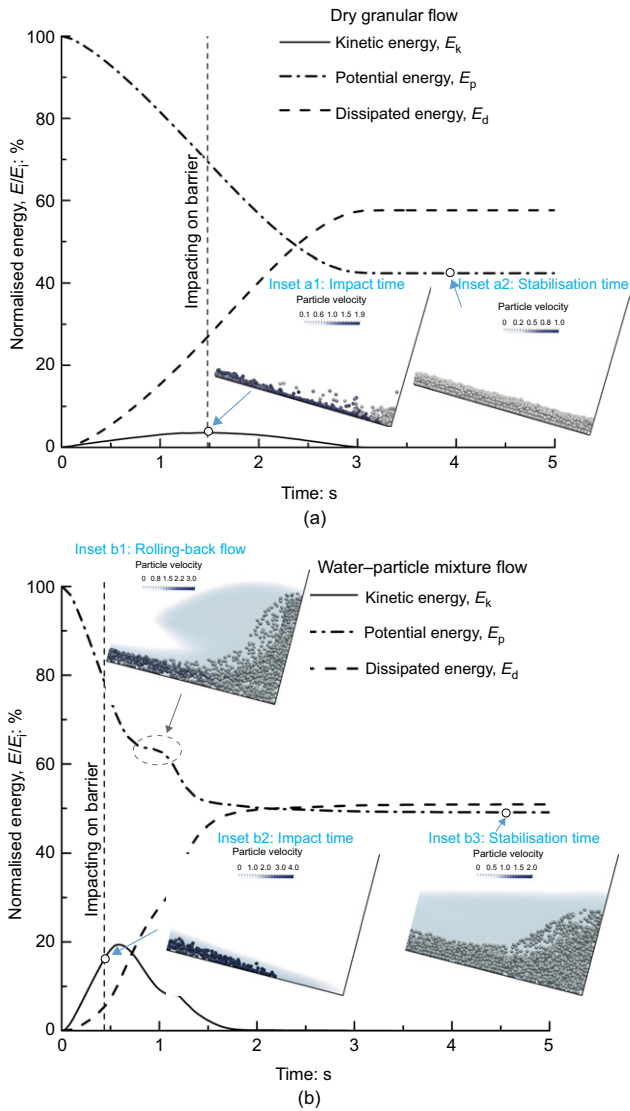 Dry granular flow
Kinetic energy, Ek
Potential energy, Ep
Dissipated energy, Ed
Normalised energy, E/Ei: %
100
80
60
40
20
0
Impacting on barrier
Inset a1: Impact time
Particle velocity
0.1 0.6 1.0 1.5 1.9
Inset a2: Stabilisation time
Particle velocity
0 0.2 0.5 0.8 1.0
0 1 2 3 4 5
Time: s
(a)
Inset b1: Rolling-back flow
Particle velocity
0 0.8 1.5 2.2 3.0
Water–particle mixture flow
Kinetic energy, Ek
Potential energy, Ep
Dissipated energy, Ed
Normalised energy, E/Ei: %
100
80
60
40
20
0
Impacting on barrier
Inset b2: Impact time
Particle velocity
0 1.0 2.0 3.0 4.0
Inset b3: Stabilisation time
Particle velocity
0 0.5 1.0 1.5 2.0
0 1 2 3 4 5
Time: s
(b)